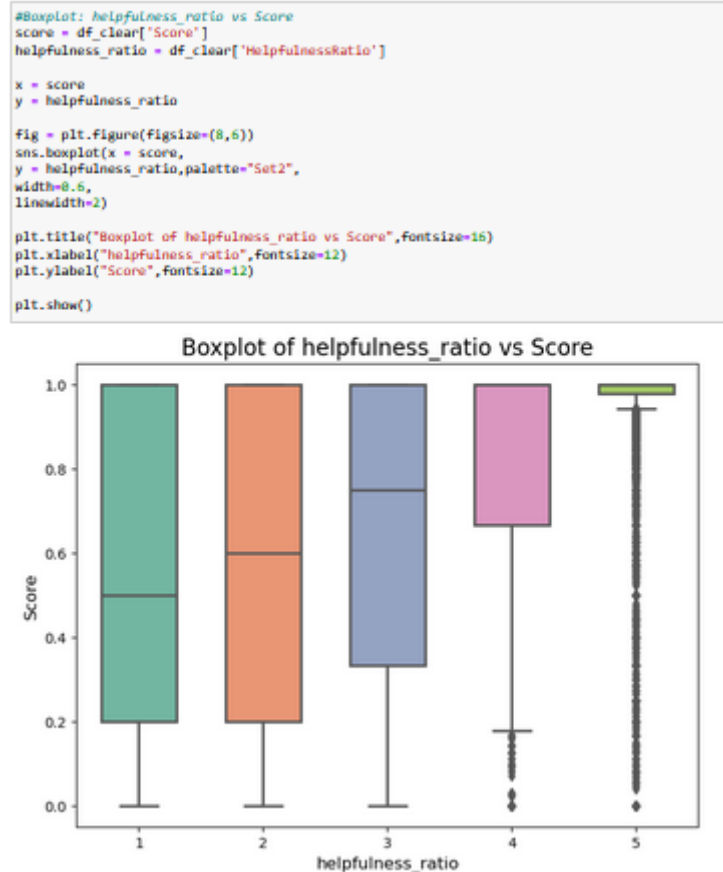 #Boxplot: helpfulness_ratio vs Score
score = df_clear['Score']
helpfulness_ratio = df_clear['HelpfulnessRatio']
x = score
y = helpfulness_ratio
fig = plt.figure(figsize=(8,6))
sns.boxplot(x = score,
y = helpfulness_ratio,palette="Set2",
width=0.6,
linewidth=2)
plt.title("Boxplot of helpfulness_ratio vs Score",fontsize=16)
plt.xlabel("helpfulness_ratio",fontsize=12)
plt.ylabel("Score",fontsize=12)
plt.show()
Boxplot of helpfulness_ratio vs Score
1.0
0.8
0.6
Score
0.4
0.2
0.0
1 2 3 4 5
helpfulness_ratio